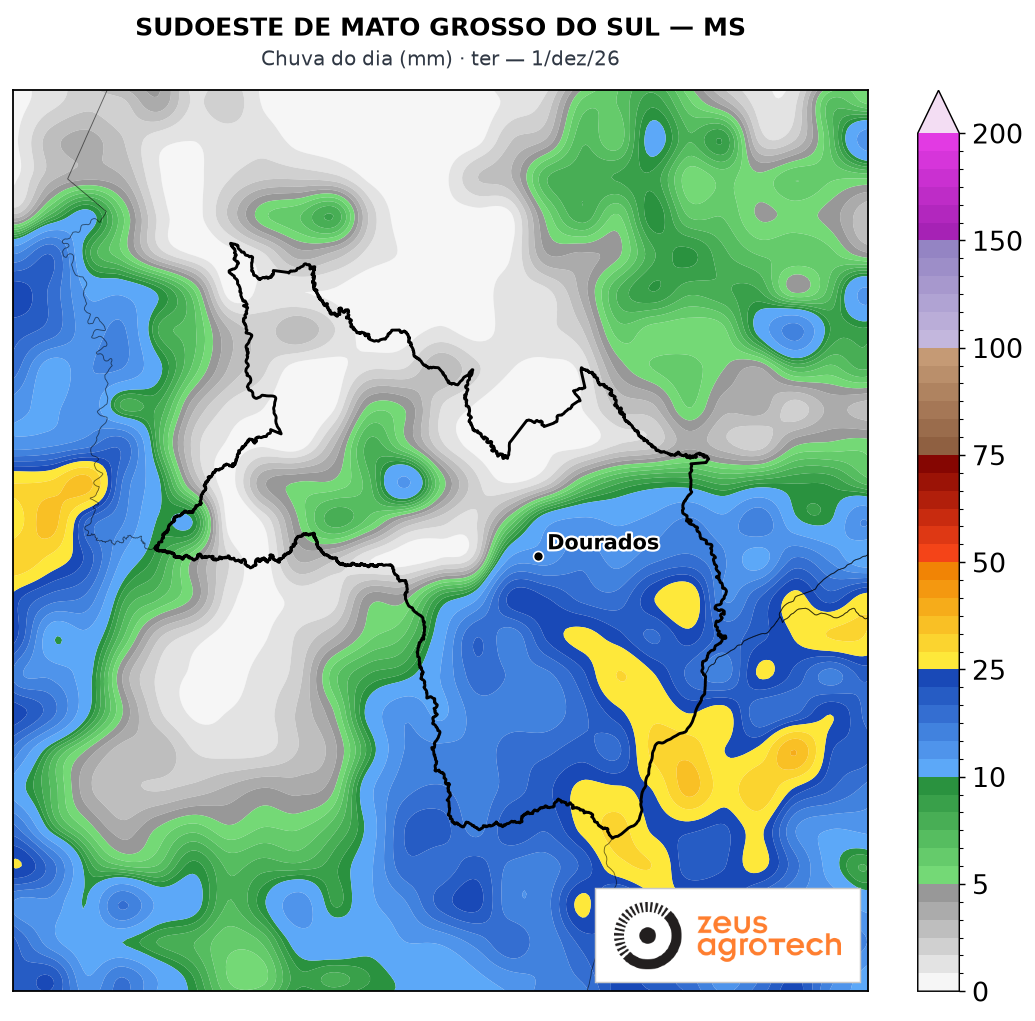 SUDOESTE DE MATO GROSSO DO SUL — MS
Chuva do dia (mm) · ter — 1/dez/26
200
150
100
75
50
25
10
5
0
Dourados
zeus
agrotech